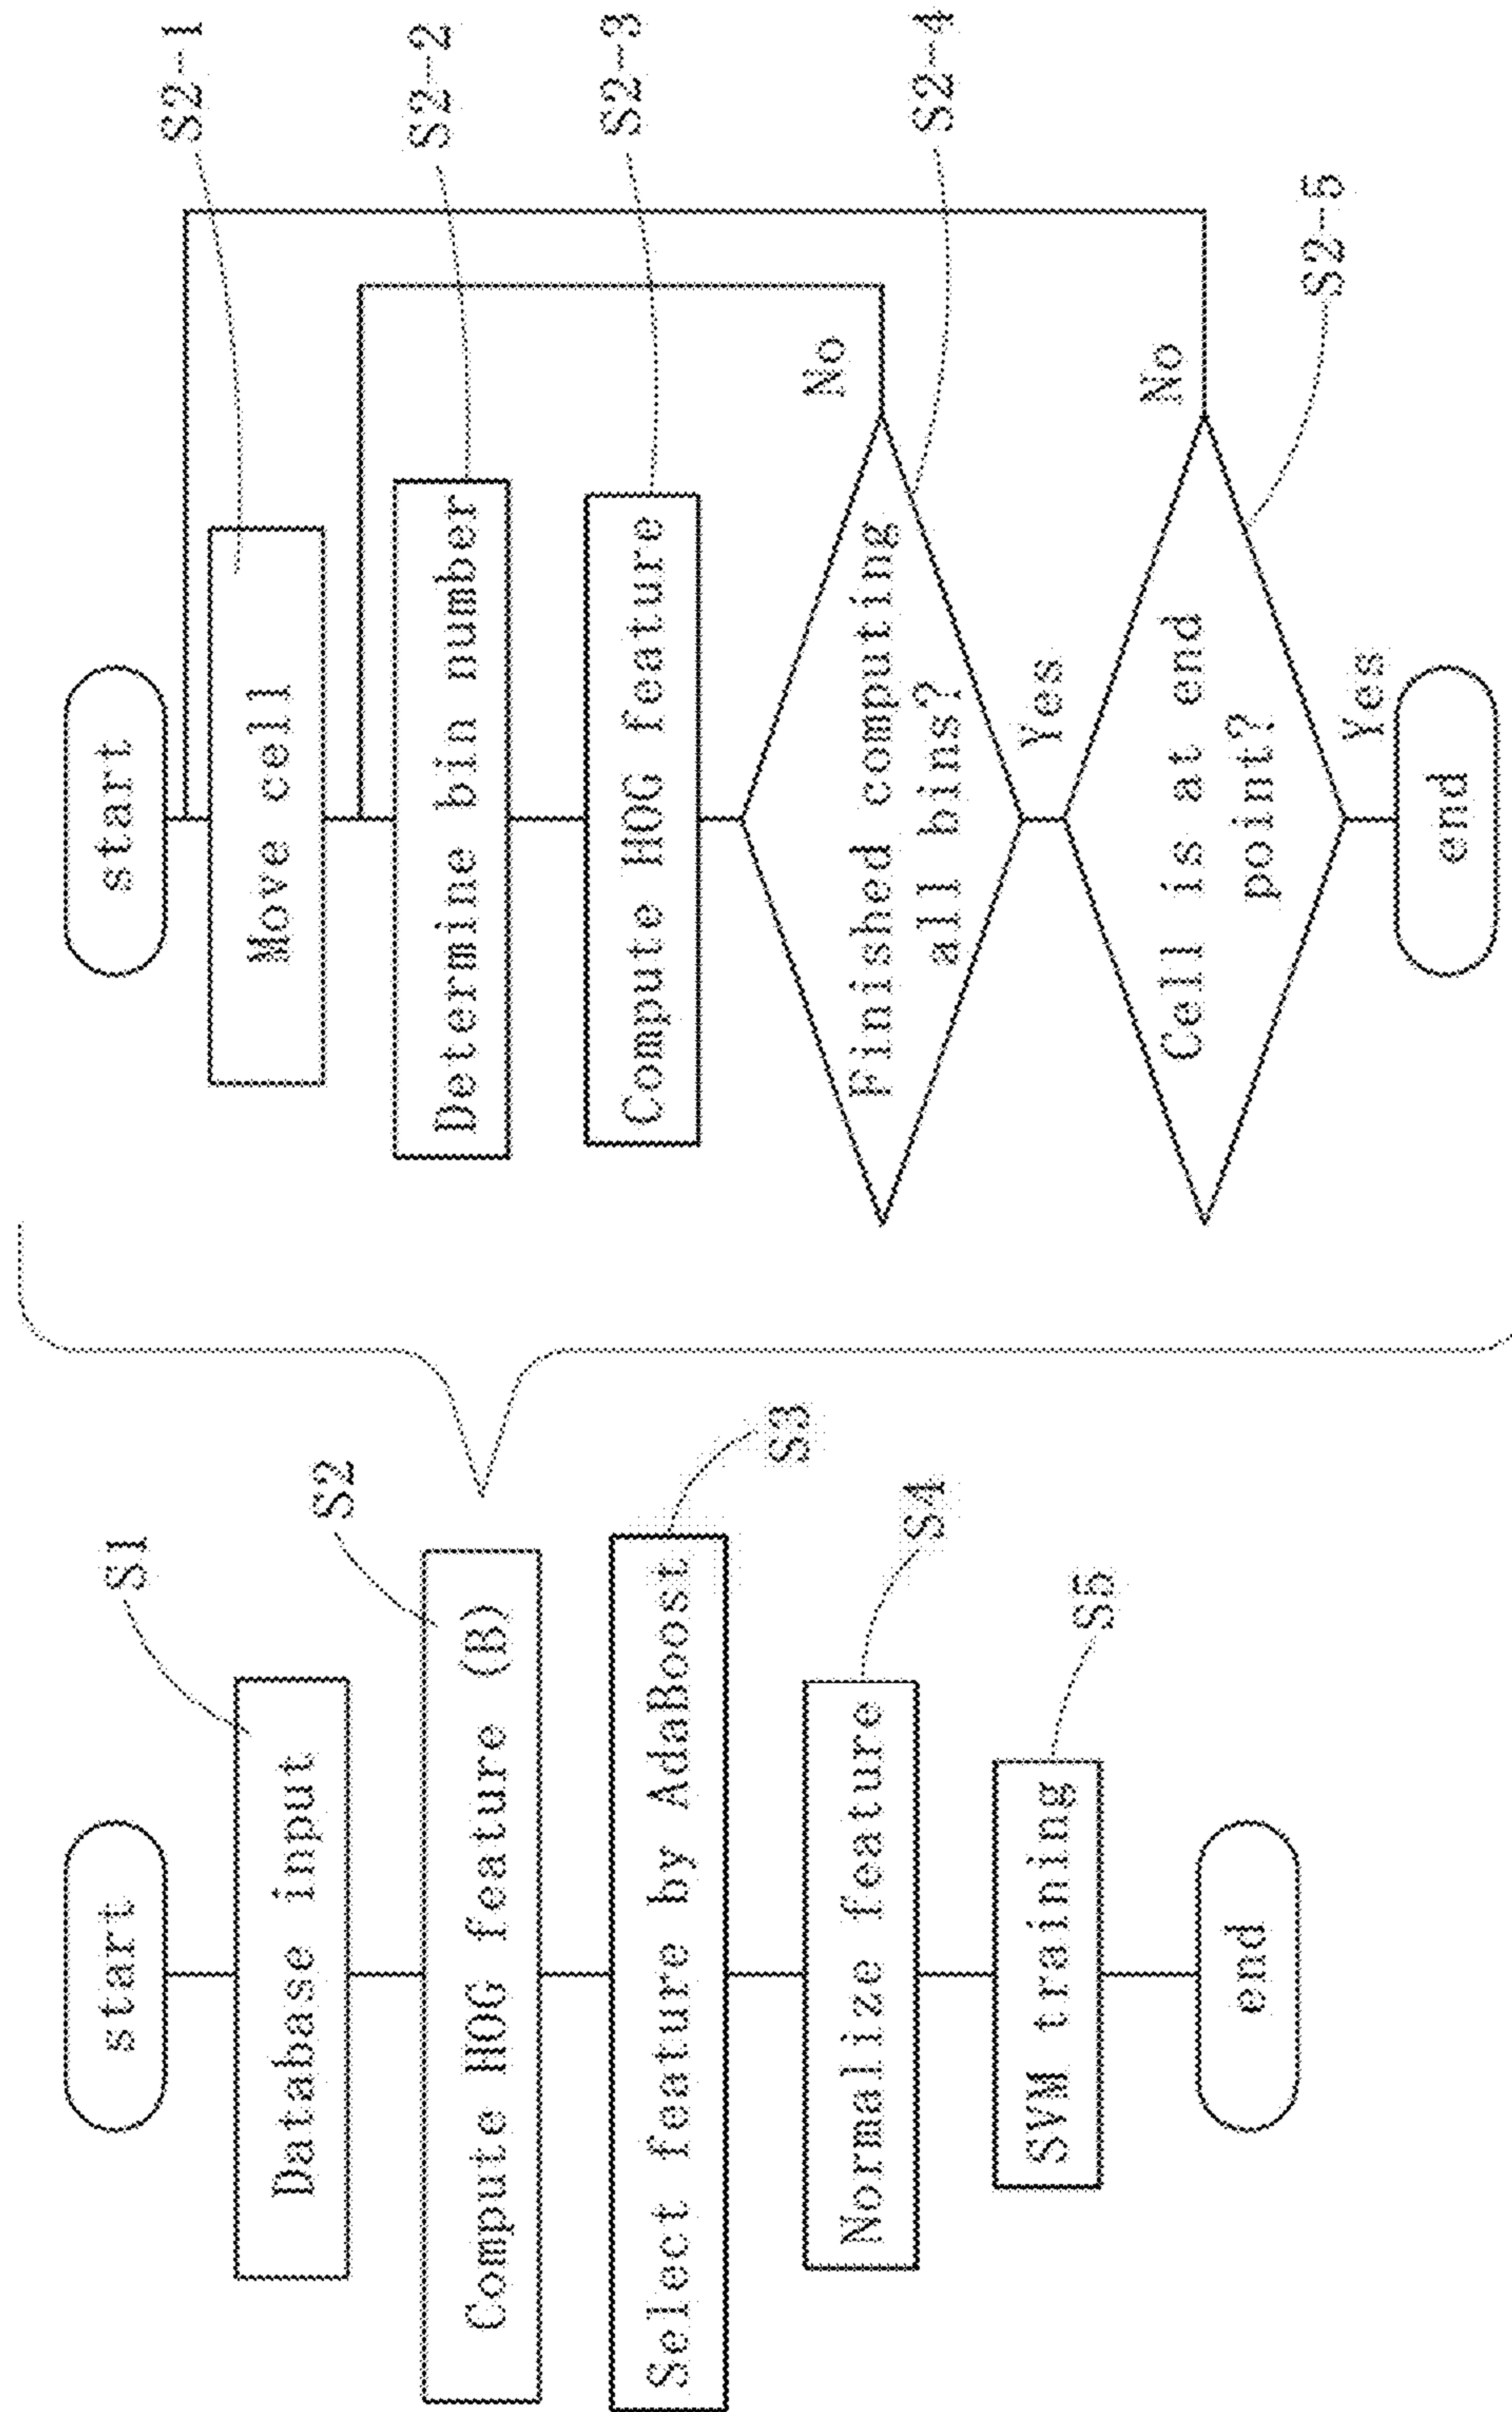 start
S1
Database input
S2
Compute HOG feature (B)
Select feature by AdaBoost
S3
Normalize feature
S4
SVM training
S5
end
start
S2-1
Move cell
S2-2
Determine bin number
S2-3
Compute HOG feature
S2-4
Finished computing
all bins?
No
Yes
S2-5
Cell is at end
point?
No
Yes
end